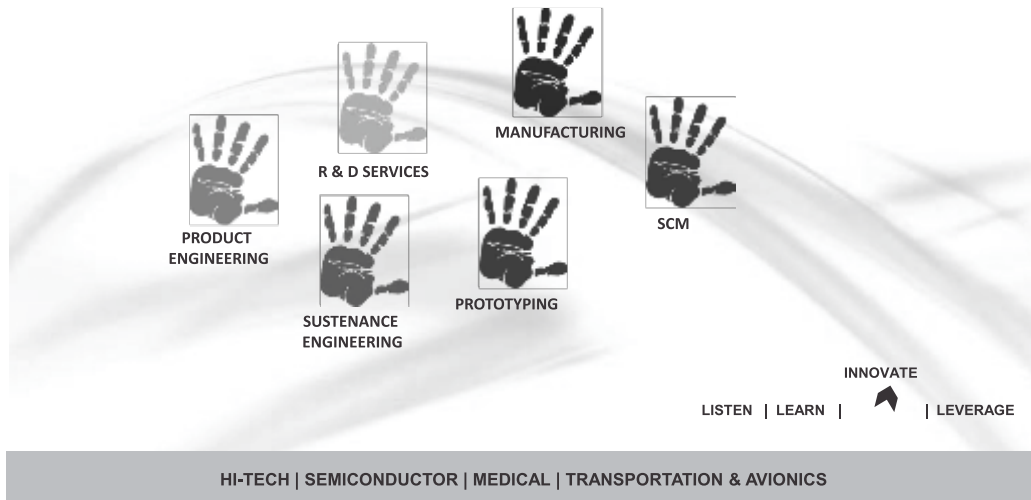 MANUFACTURING
R & D SERVICES
SCM
PRODUCT
ENGINEERING
PROTOTYPING
SUSTENANCE
ENGINEERING
INNOVATE
LISTEN | LEARN | | LEVERAGE
HI-TECH | SEMICONDUCTOR | MEDICAL | TRANSPORTATION & AVIONICS